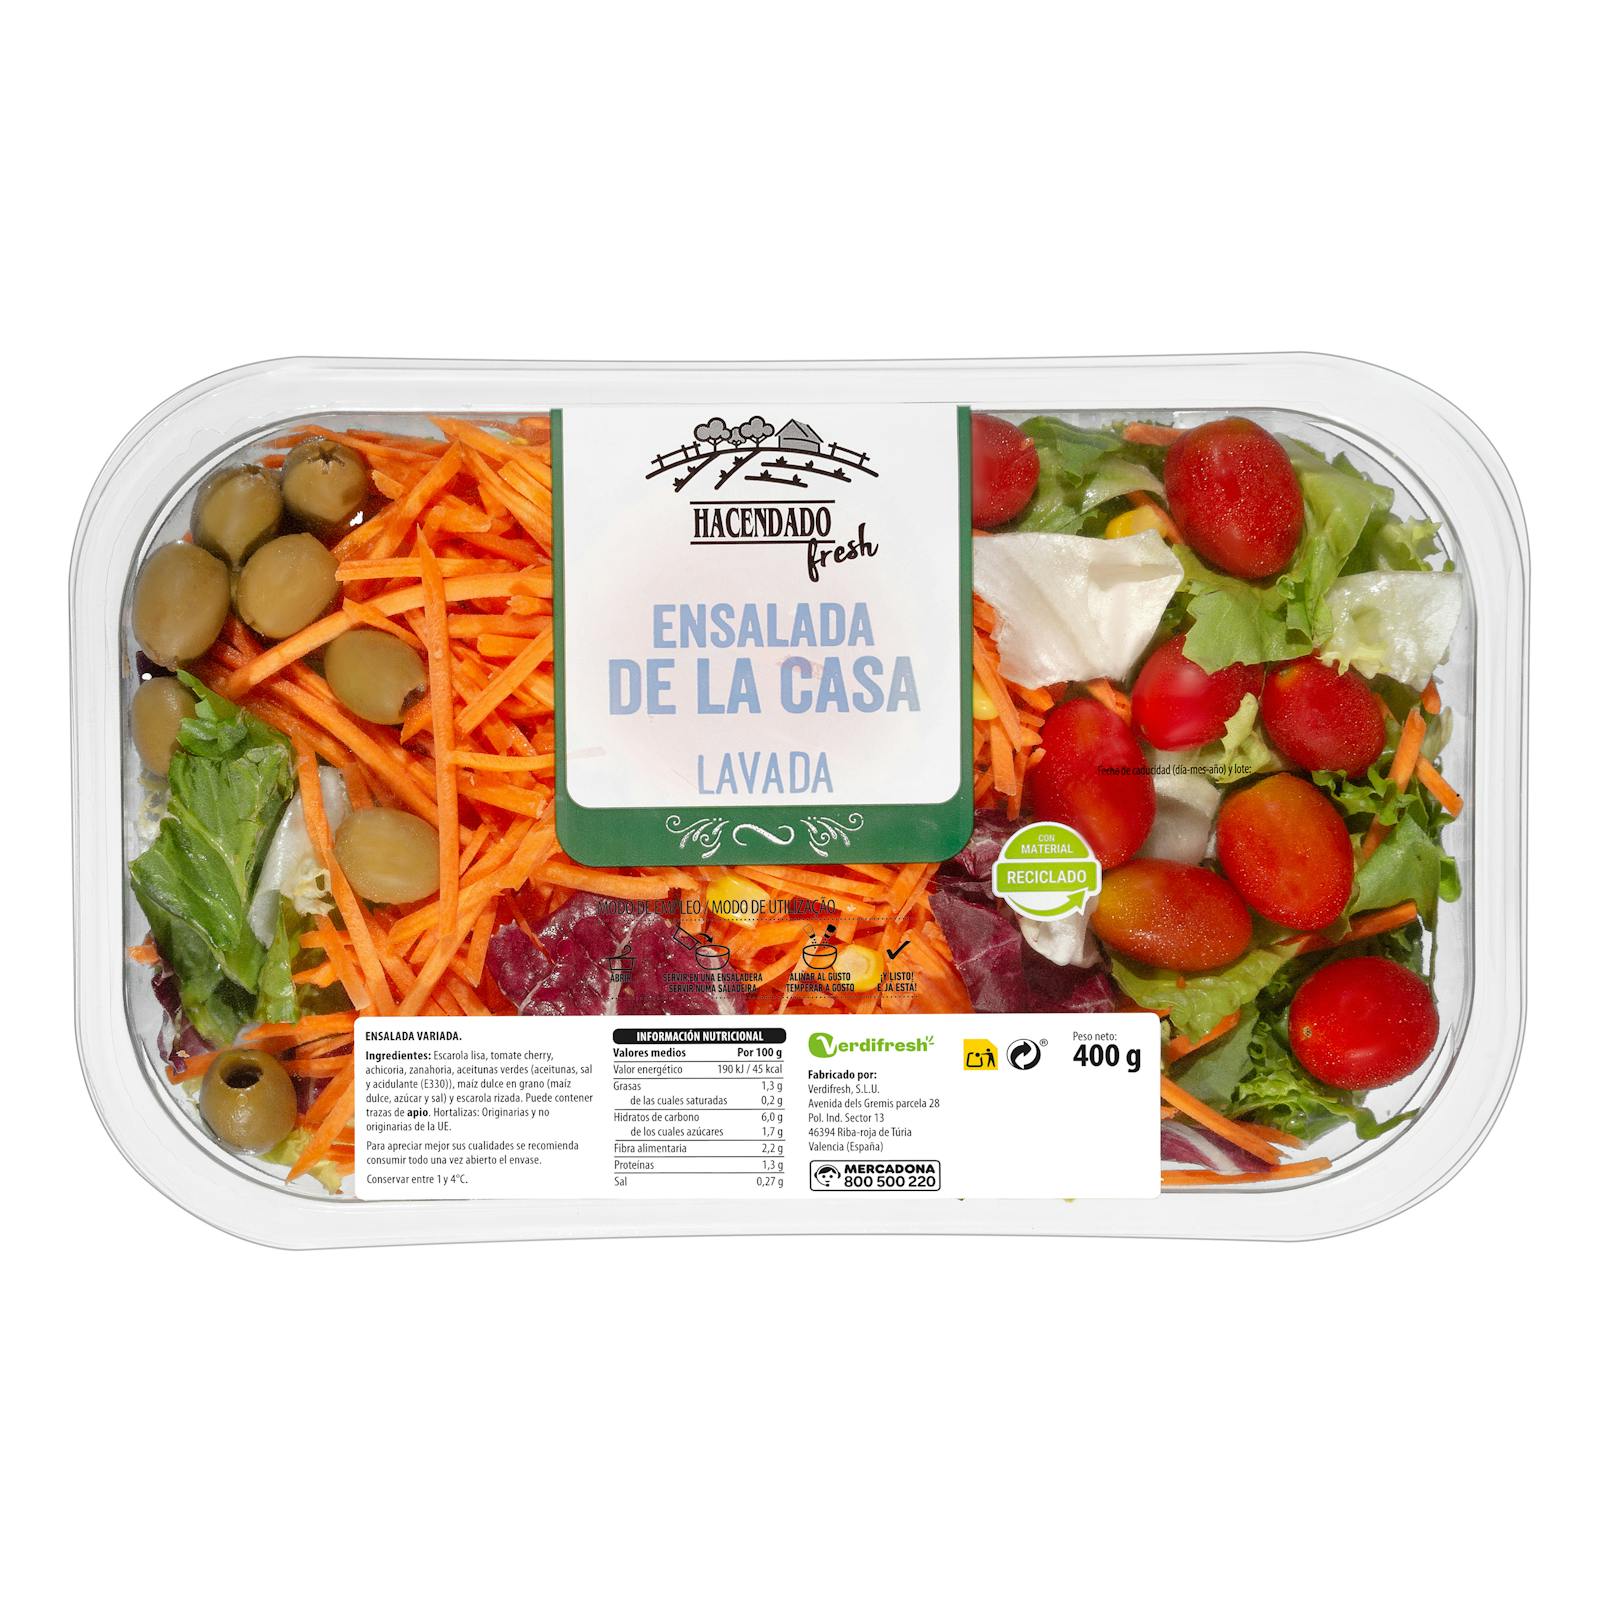 HACENDADO
fresh
ENSALADA
DE LA CASA
LAVADA
Fecha de caducidad (día-mes-año) y lote:
CON
MATERIAL
RECICLADO
MODO DE EMPLEO / MODO DE UTILIZAÇÃO
ABRIR
SERVIR EN UNA ENSALADERA
SERVIR NUMA SALADEIRA
ALIÑAR AL GUSTO
TEMPERAR A GOSTO
¡Y LISTO!
E JÁ ESTÁ!
ENSALADA VARIADA.
Ingredientes: Escarola lisa, tomate cherry,
achicoria, zanahoria, aceitunas verdes (aceitunas, sal
y acidulante (E330)), maíz dulce en grano (maíz
dulce, azúcar y sal) y escarola rizada. Puede contener
trazas de apio. Hortalizas: Originarias y no
originarias de la UE.
Para apreciar mejor sus cualidades se recomienda
consumir todo una vez abierto el envase.
Conservar entre 1 y 4°C.
INFORMACIÓN NUTRICIONAL
Valores medios Por 100 g
Valor energético 190 kJ / 45 kcal
Grasas 1,3 g
de las cuales saturadas 0,2 g
Hidratos de carbono 6,0 g
de los cuales azúcares 1,7 g
Fibra alimentaria 2,2 g
Proteínas 1,3 g
Sal 0,27 g
Verdifresh
Fabricado por:
Verdifresh, S.L.U.
Avenida dels Gremis parcela 28
Pol. Ind. Sector 13
46394 Riba-roja de Túria
Valencia (España)
MERCADONA
800 500 220
®
Peso neto:
400 g